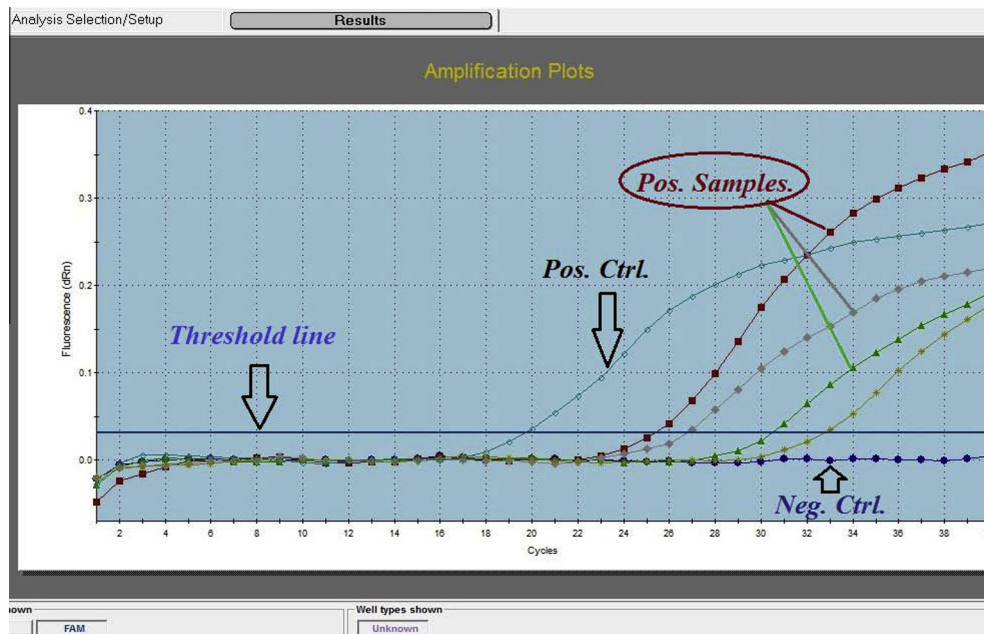 Analysis Selection/Setup
Results
Amplification Plots
0.4
0.3
0.2
0.1
0.0
Fluorescence (dRn)
Pos. Samples.
Pos. Ctrl.
Threshold line
Neg. Ctrl.
2 4 6 8 10 12 14 16 18 20 22 24 26 28 30 32 34 36 38
Cycles
nown
FAM
Well types shown
Unknown